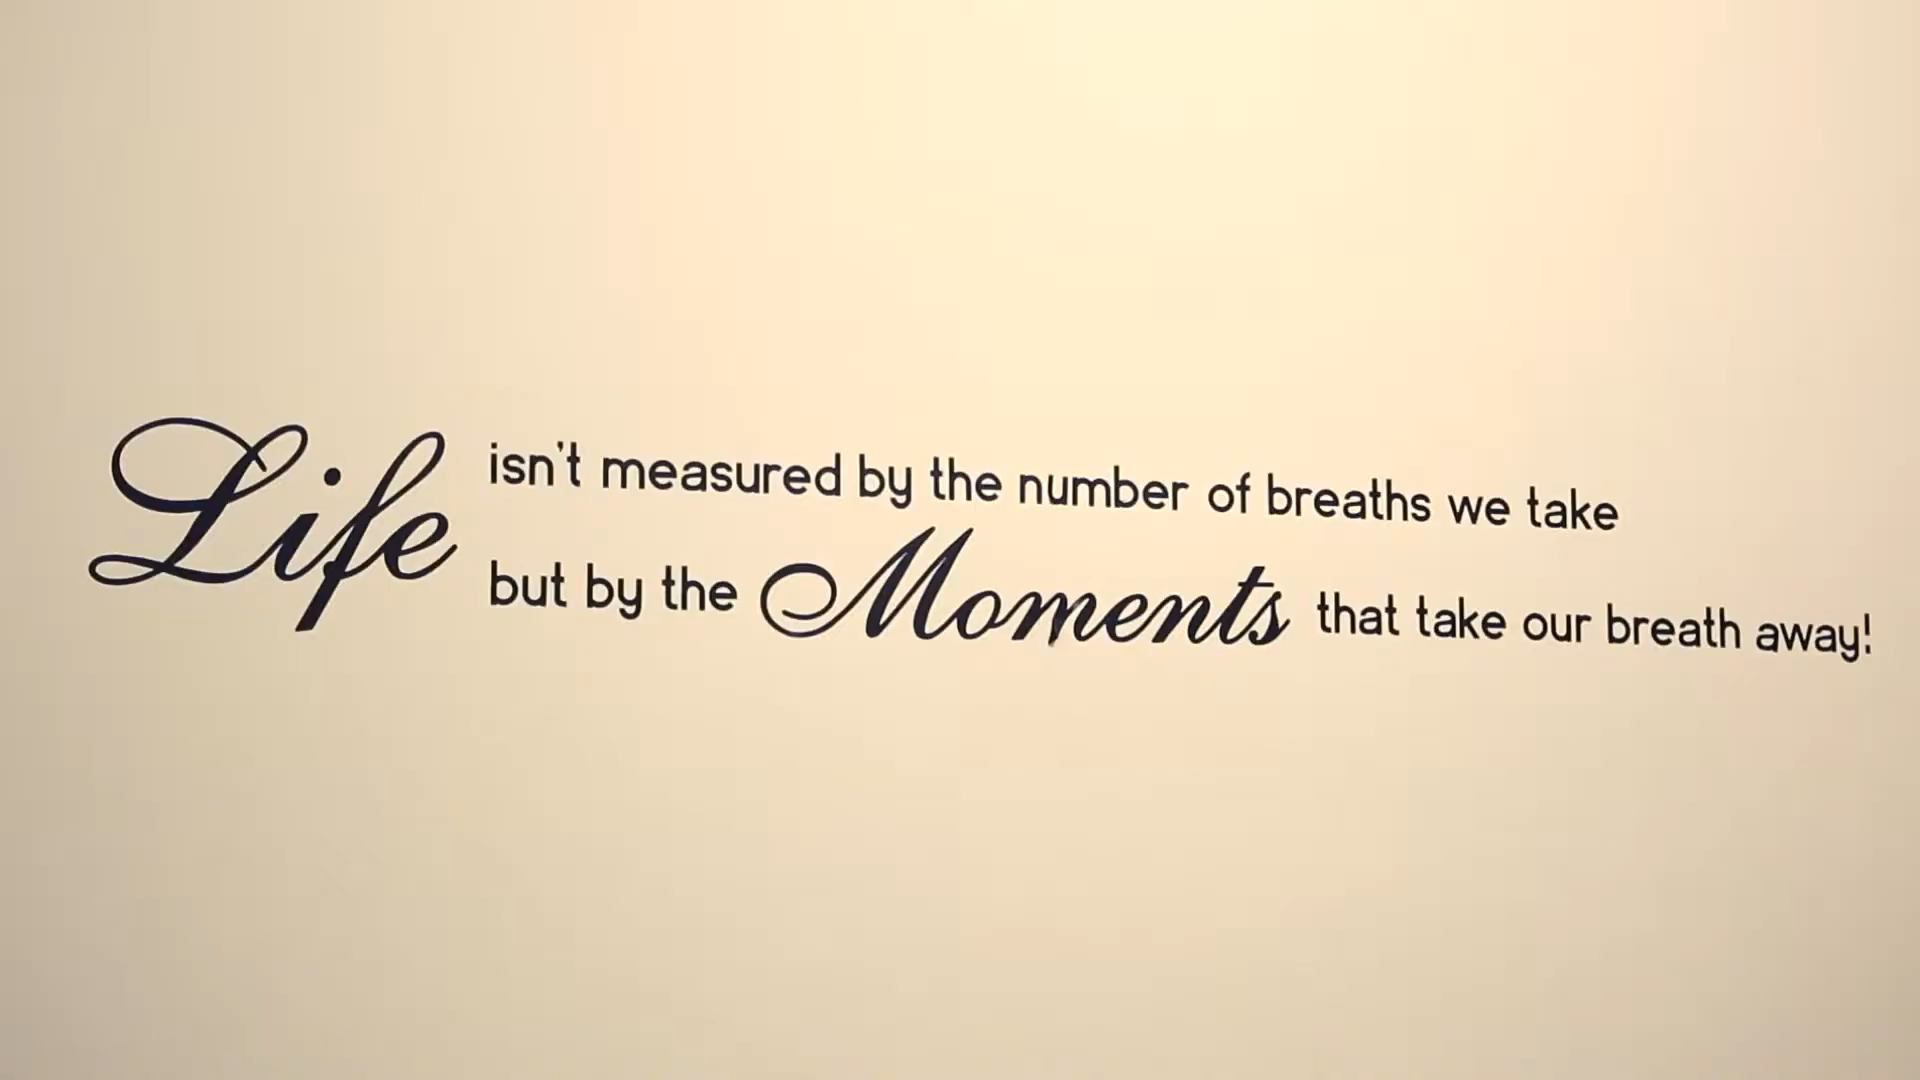 Life isn't measured by the number of breaths we take
but by the Moments that take our breath away!